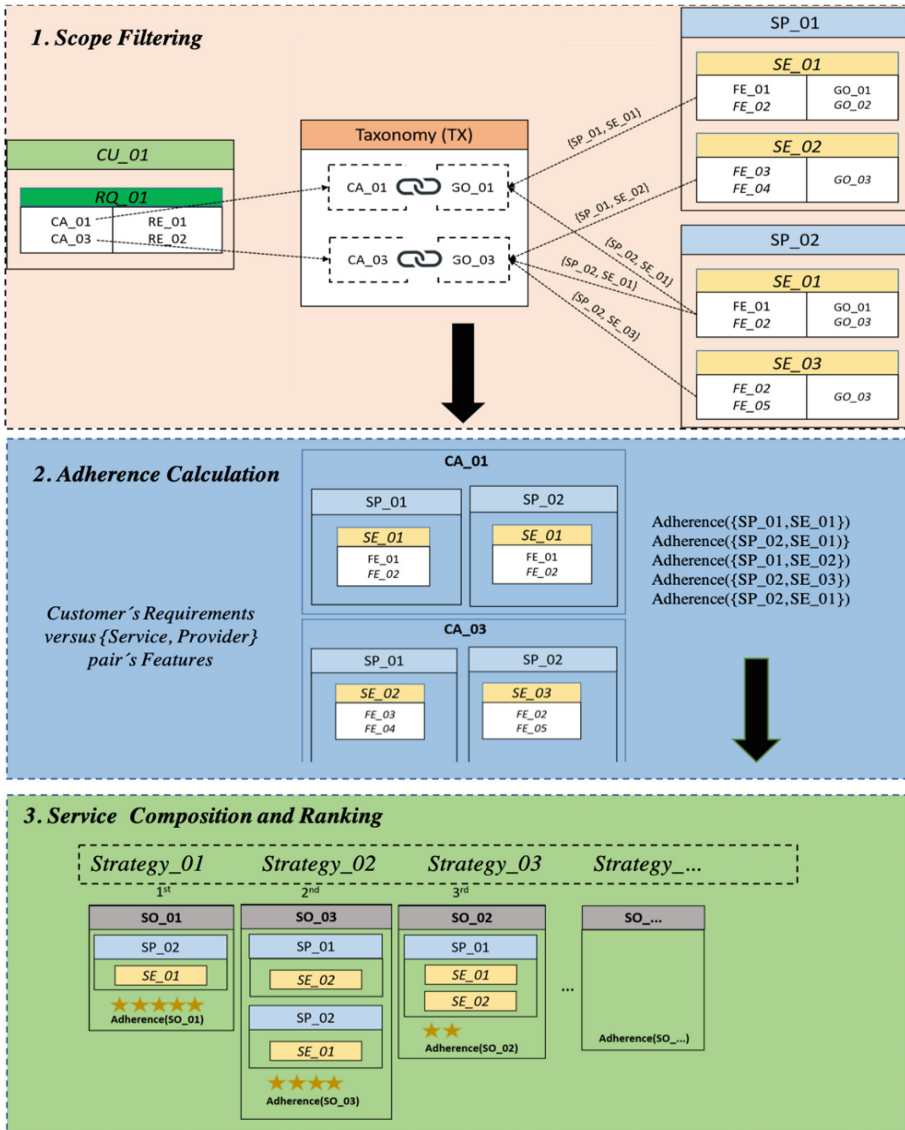 1. Scope Filtering
CU_01
RQ_01
CA_01
CA_03
RE_01
RE_02
Taxonomy (TX)
CA_01
GO_01
CA_03
GO_03
{SP_01, SE_01}
{SP_01, SE_02}
{SP_02, SE_01}
{SP_02, SE_01}
{SP_02, SE_03}
SP_01
SE_01
FE_01
FE_02
GO_01
GO_02
SE_02
FE_03
FE_04
GO_03
SP_02
SE_01
FE_01
FE_02
GO_01
GO_03
SE_03
FE_02
FE_05
GO_03
2. Adherence Calculation
Customer´s Requirements
versus {Service, Provider}
pair´s Features
CA_01
SP_01
SE_01
FE_01
FE_02
SP_02
SE_01
FE_01
FE_02
CA_03
SP_01
SE_02
FE_03
FE_04
SP_02
SE_03
FE_02
FE_05
Adherence({SP_01,SE_01})
Adherence({SP_02,SE_01)}
Adherence({SP_01,SE_02})
Adherence({SP_02,SE_03})
Adherence({SP_02,SE_01})
3. Service Composition and Ranking
Strategy_01 Strategy_02 Strategy_03 Strategy_...
1st 2nd 3rd
SO_01
SP_02
SE_01
Adherence(SO_01)
SO_03
SP_01
SE_02
SP_02
SE_01
Adherence(SO_03)
SO_02
SP_01
SE_01
SE_02
Adherence(SO_02)
...
SO_...
Adherence(SO_...)